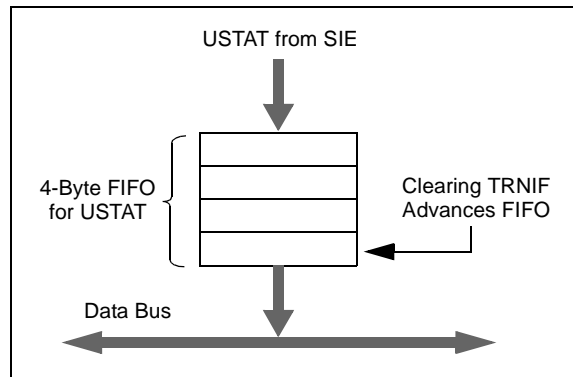 USTAT from SIE
4-Byte FIFO
for USTAT
Clearing TRNIF
Advances FIFO
Data Bus